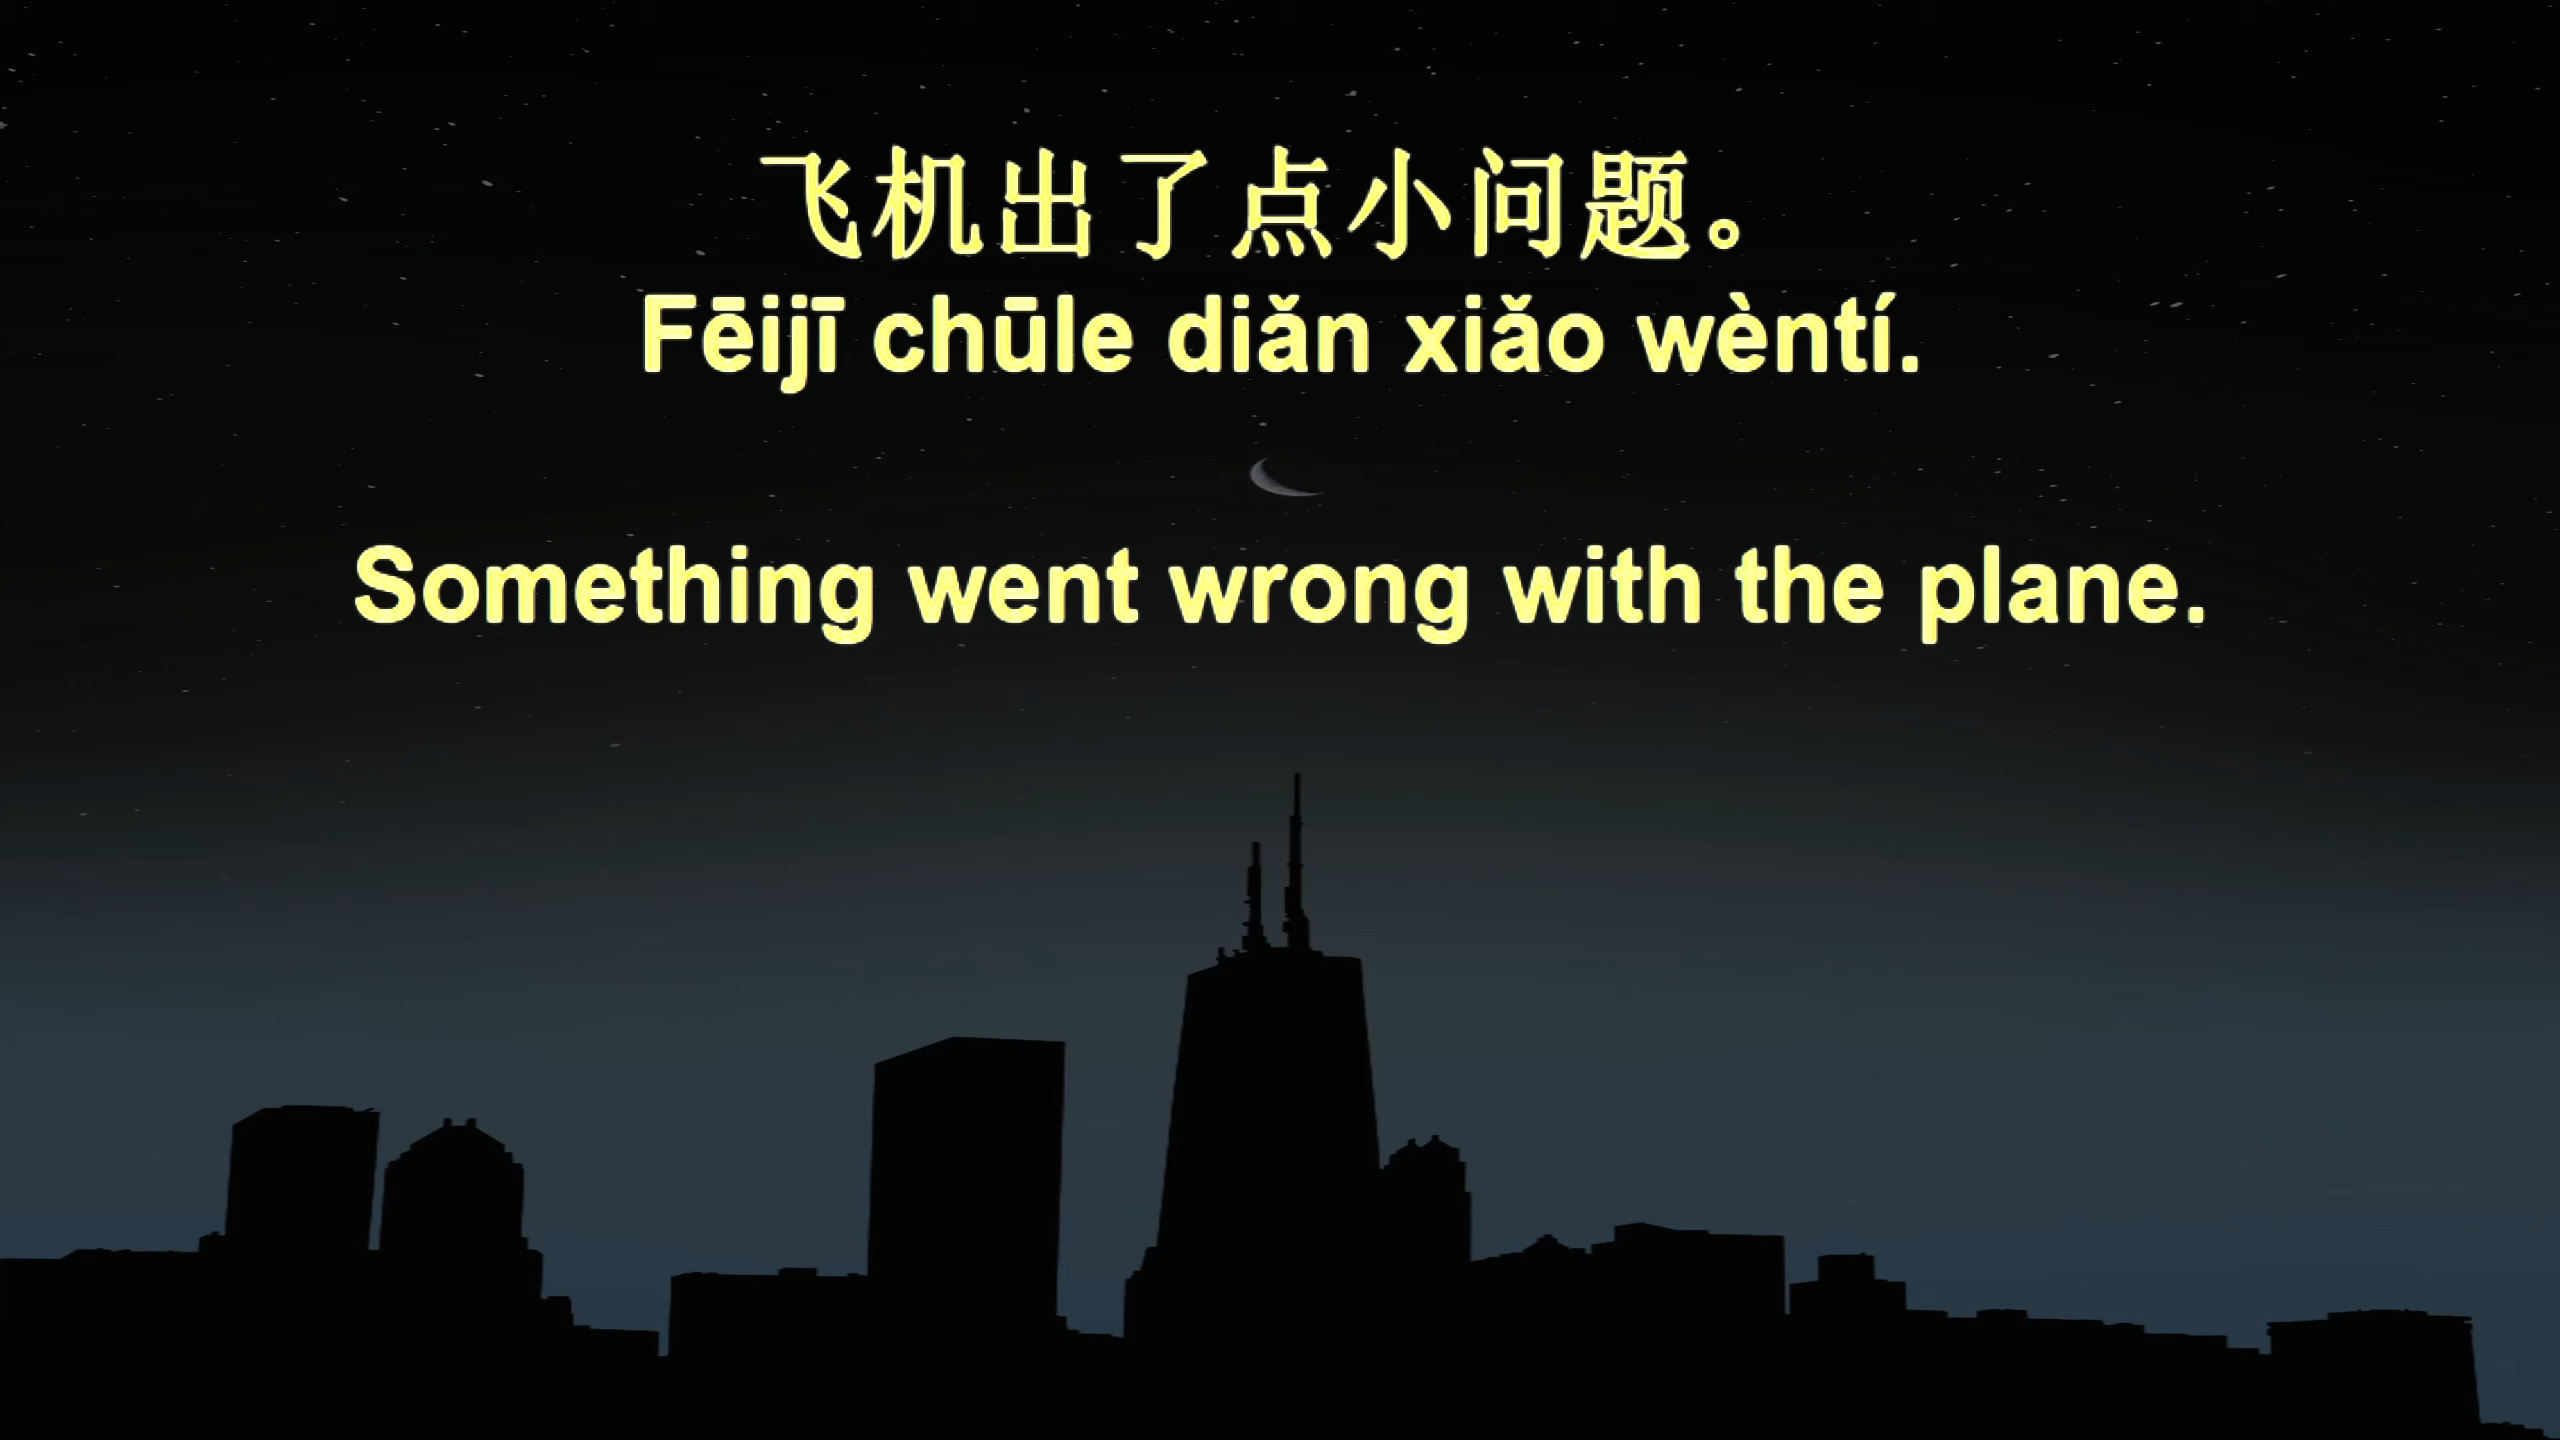 飞机出了点小问题。
Fēijī chūle diǎn xiǎo wèntí.
Something went wrong with the plane.